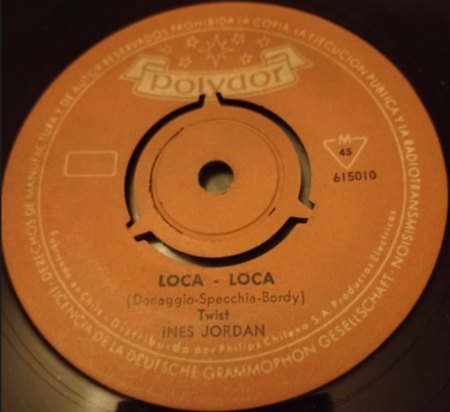 DERECHOS DE MANUFACTURA Y DE AUTOR RESERVADOS PROHIBIDA LA COPIA, LA EJECUCION PUBLICA Y LA RADIOTRANSMISION
polydor
M
45
615010
LOCA - LOCA
(Donaggio-Specchia-Bordy)
Twist
INES JORDAN
Fabricado en Chile - Distribuido por Philips Chilena S.A. Productos Electricos
LICENCIA DE LA DEUTSCHE GRAMMOPHON GESELLSCHAFT